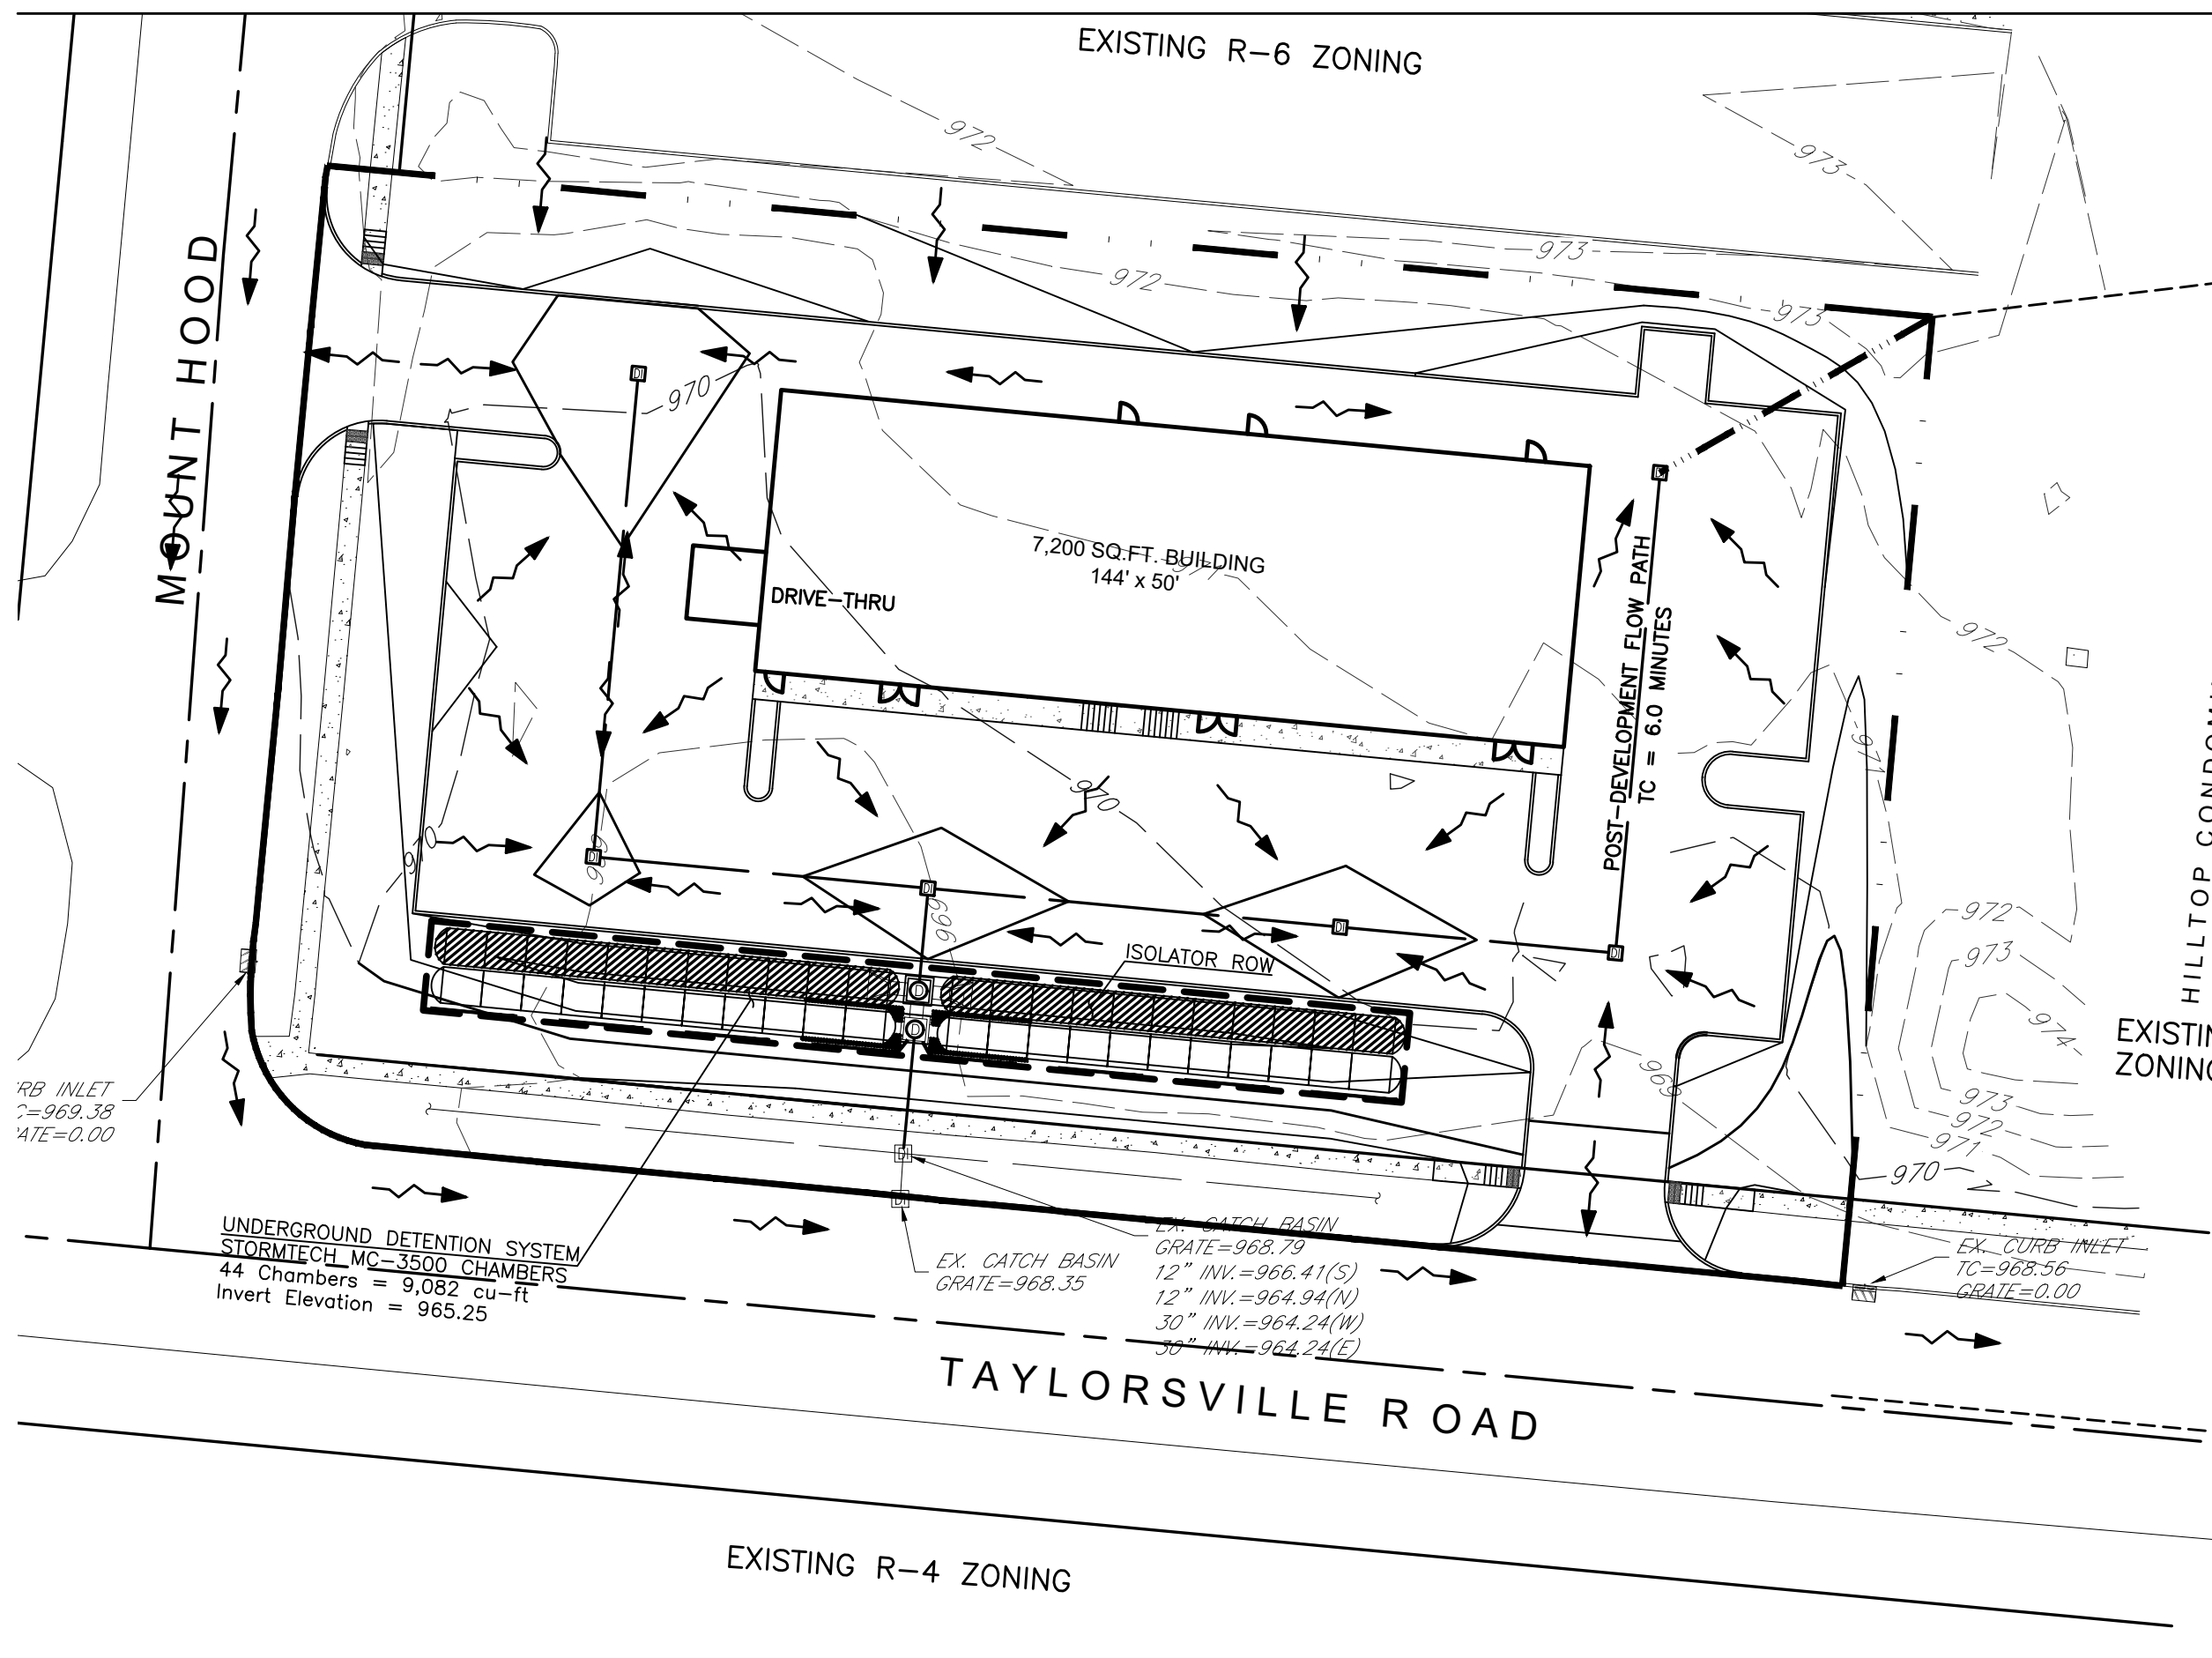 EXISTING R-6 ZONING
972
973
973
972
973
MOUNT HOOD
970
7,200 SQ.FT. BUILDING
144' x 50'
971
DRIVE-THRU
POST-DEVELOPMENT FLOW PATH
TC = 6.0 MINUTES
972
971
970
969
969
ISOLATOR ROW
969
972
973
974
973
972
971
970
HILLTOP
EXISTIN
ZONING
RB INLET
C=969.38
ATE=0.00
UNDERGROUND DETENTION SYSTEM
STORMTECH MC-3500 CHAMBERS
44 Chambers = 9,082 cu-ft
Invert Elevation = 965.25
EX. CATCH BASIN
GRATE=968.35
EX. CATCH BASIN
GRATE=968.79
12" INV.=966.41(S)
12" INV.=964.94(N)
30" INV.=964.24(W)
30" INV.=964.24(E)
EX. CURB INLET
TC=968.56
GRATE=0.00
TAYLORSVILLE ROAD
EXISTING R-4 ZONING